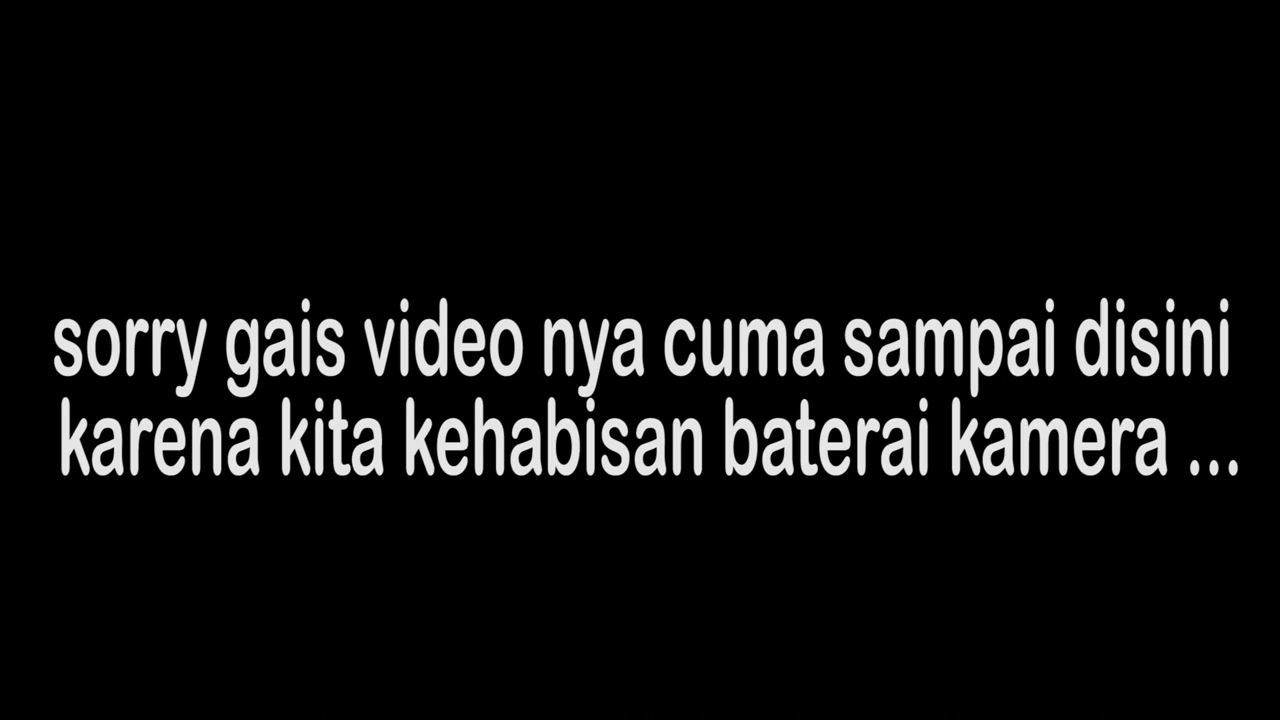 sorry gais video nya cuma sampai disini
karena kita kehabisan baterai kamera ...